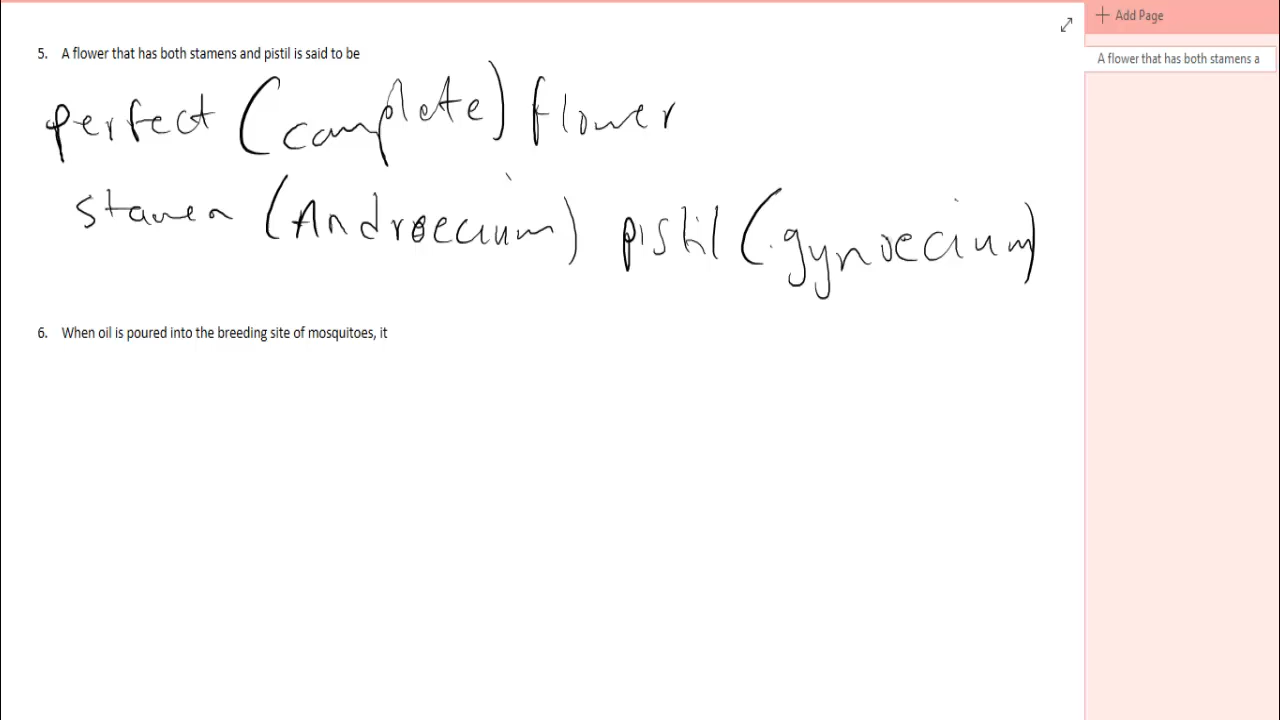 + Add Page
5. A flower that has both stamens and pistil is said to be
A flower that has both stamens a
perfect (complete) flower
stamen (Androecium) pistil (gynoecium)
6. When oil is poured into the breeding site of mosquitoes, it